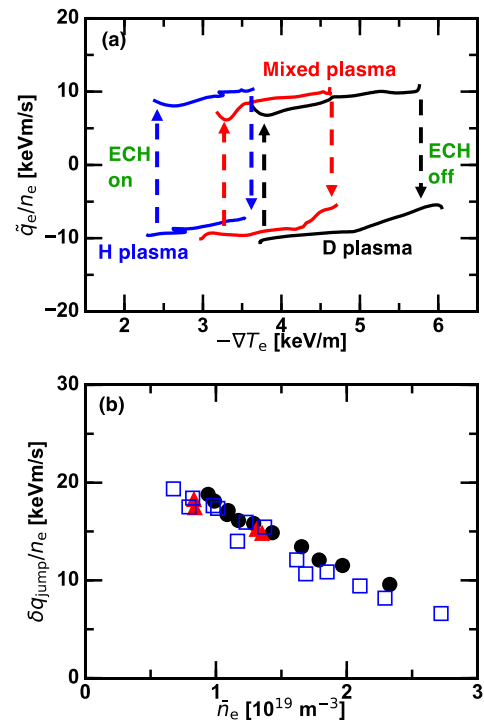 (a)
Mixed plasma
ECH on
ECH off
H plasma
D plasma
20
10
0
−10
−20
2 3 4 5 6
q̃e/ne [keVm/s]
−∇Te [keV/m]
(b)
30
20
10
0
0 1 2 3
δqjump/ne [keVm/s]
n̄e [10^19 m^−3]